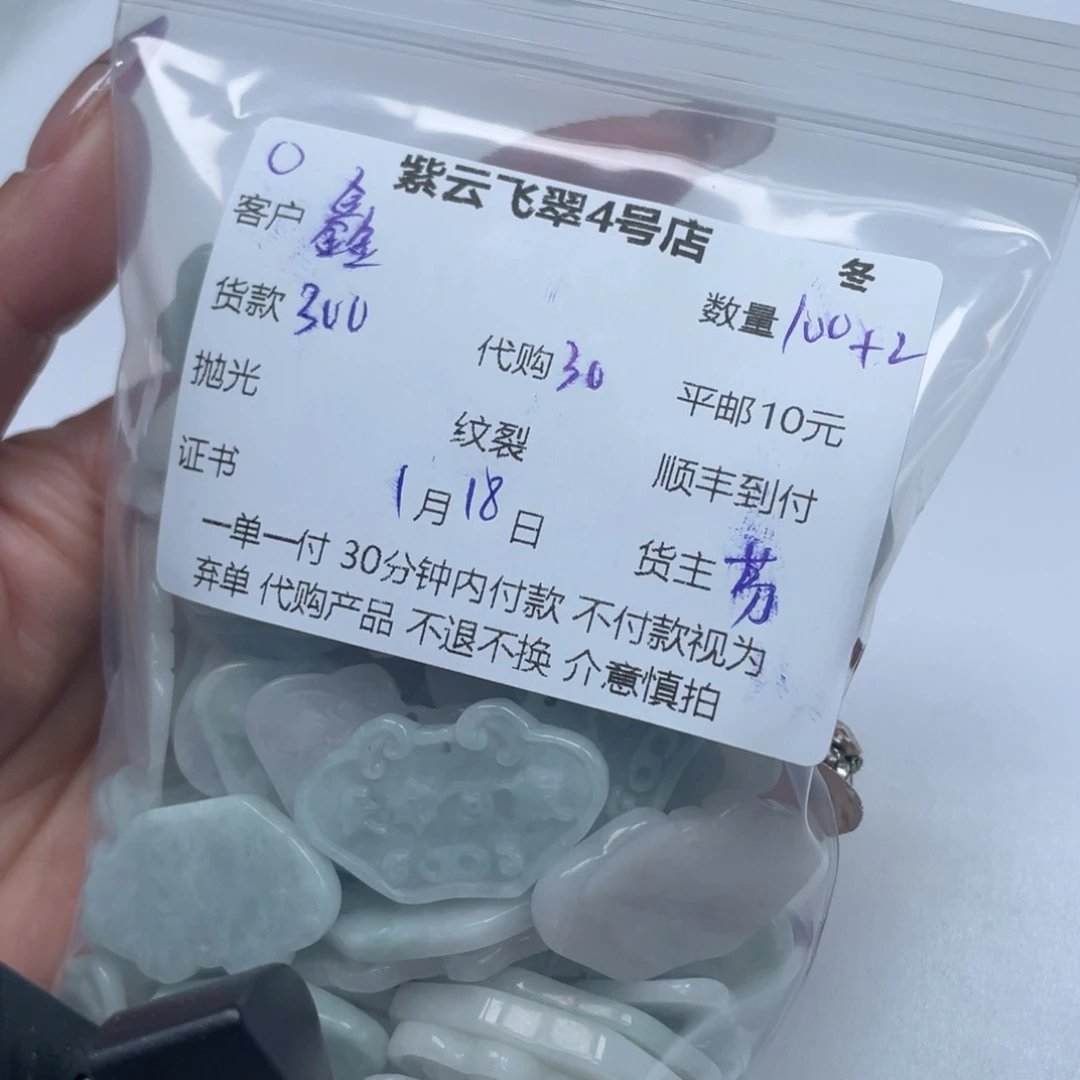 O 紫云飞翠4号店
客户 鑫 冬
货款 300 数量 100+2
抛光 代购 30 平邮10元
证书 纹裂 顺丰到付
1月18日 货主 芳
一单一付 30分钟内付款 不付款视为
弃单 代购产品 不退不换 介意慎拍